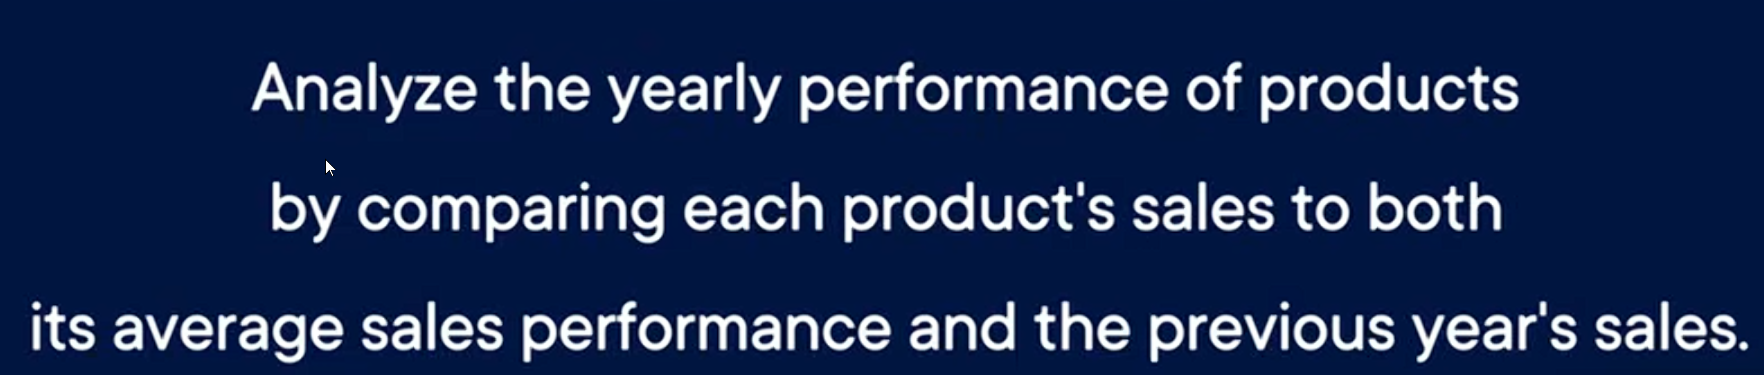 Analyze the yearly performance of products
by comparing each product's sales to both
its average sales performance and the previous year's sales.